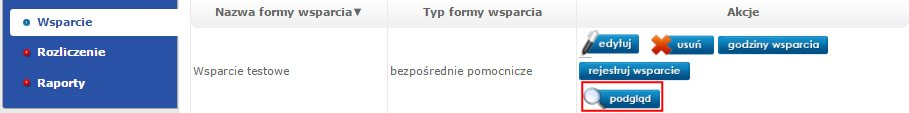 Wsparcie
Rozliczenie
Raporty
Nazwa formy wsparcia▼ Typ formy wsparcia Akcje
Wsparcie testowe bezpośrednie pomocnicze edytuj usuń godziny wsparcia
rejestruj wsparcie
podgląd